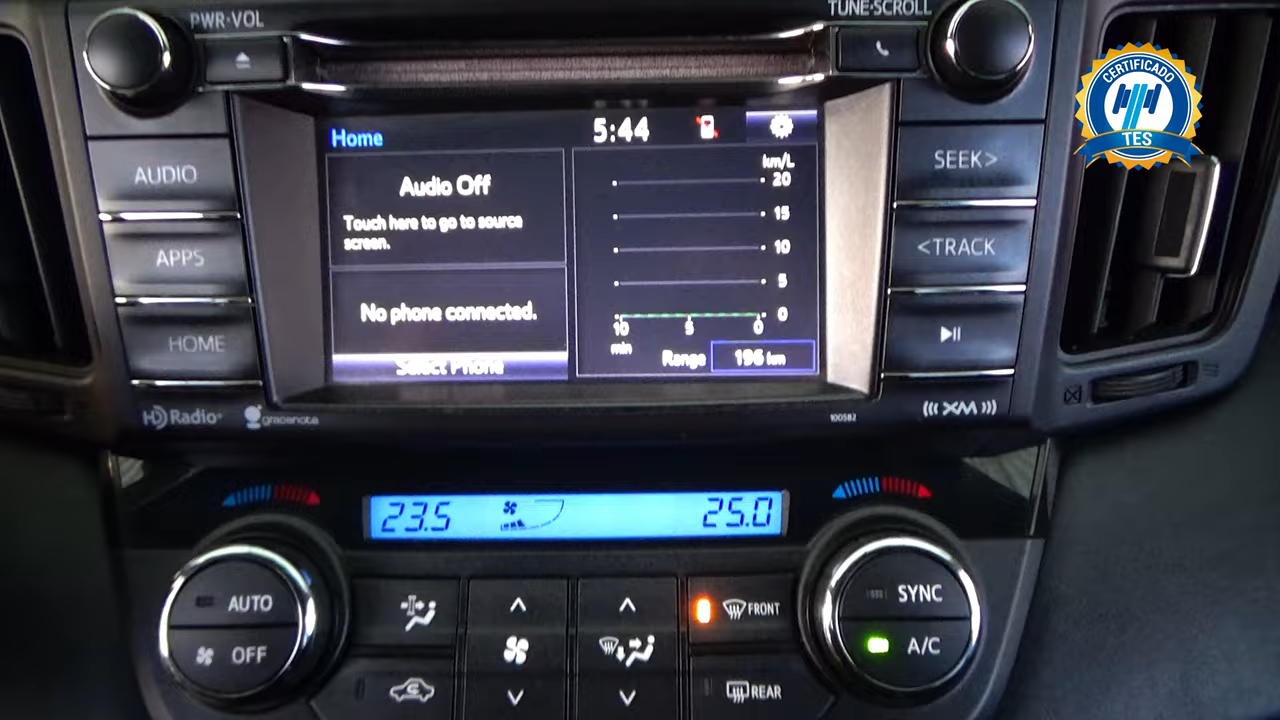 PWR·VOL
TUNE·SCROLL
CERTIFICADO
TES
Home
5:44
AUDIO
Audio Off
Touch here to go to source
screen.
km/L
20
15
10
5
0
SEEK>
APPS
<TRACK
No phone connected.
10
5
0
min
HOME
Select Phone
Range
196 km
HD Radio
gracenote
100582
XM
23.5
25.0
AUTO
FRONT
SYNC
OFF
A/C
REAR